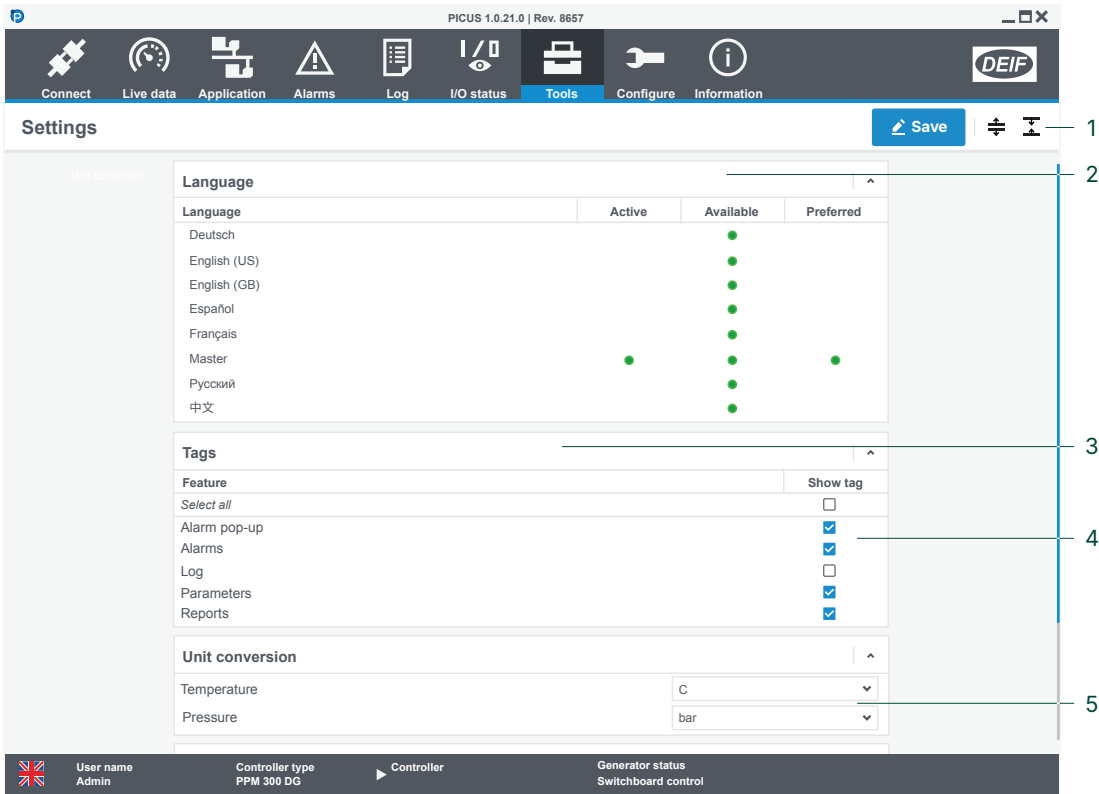 PICUS 1.0.21.0 | Rev. 8657
Connect Live data Application Alarms Log I/O status Tools Configure Information DEIF
Settings Save 1
Unit conversion
Language 2
Language Active Available Preferred
Deutsch
English (US)
English (GB)
Español
Français
Master
Русский
中文
Tags 3
Feature Show tag
Select all
Alarm pop-up
Alarms 4
Log
Parameters
Reports
Unit conversion
Temperature C
Pressure bar 5
User name Controller type Controller Generator status
Admin PPM 300 DG Switchboard control